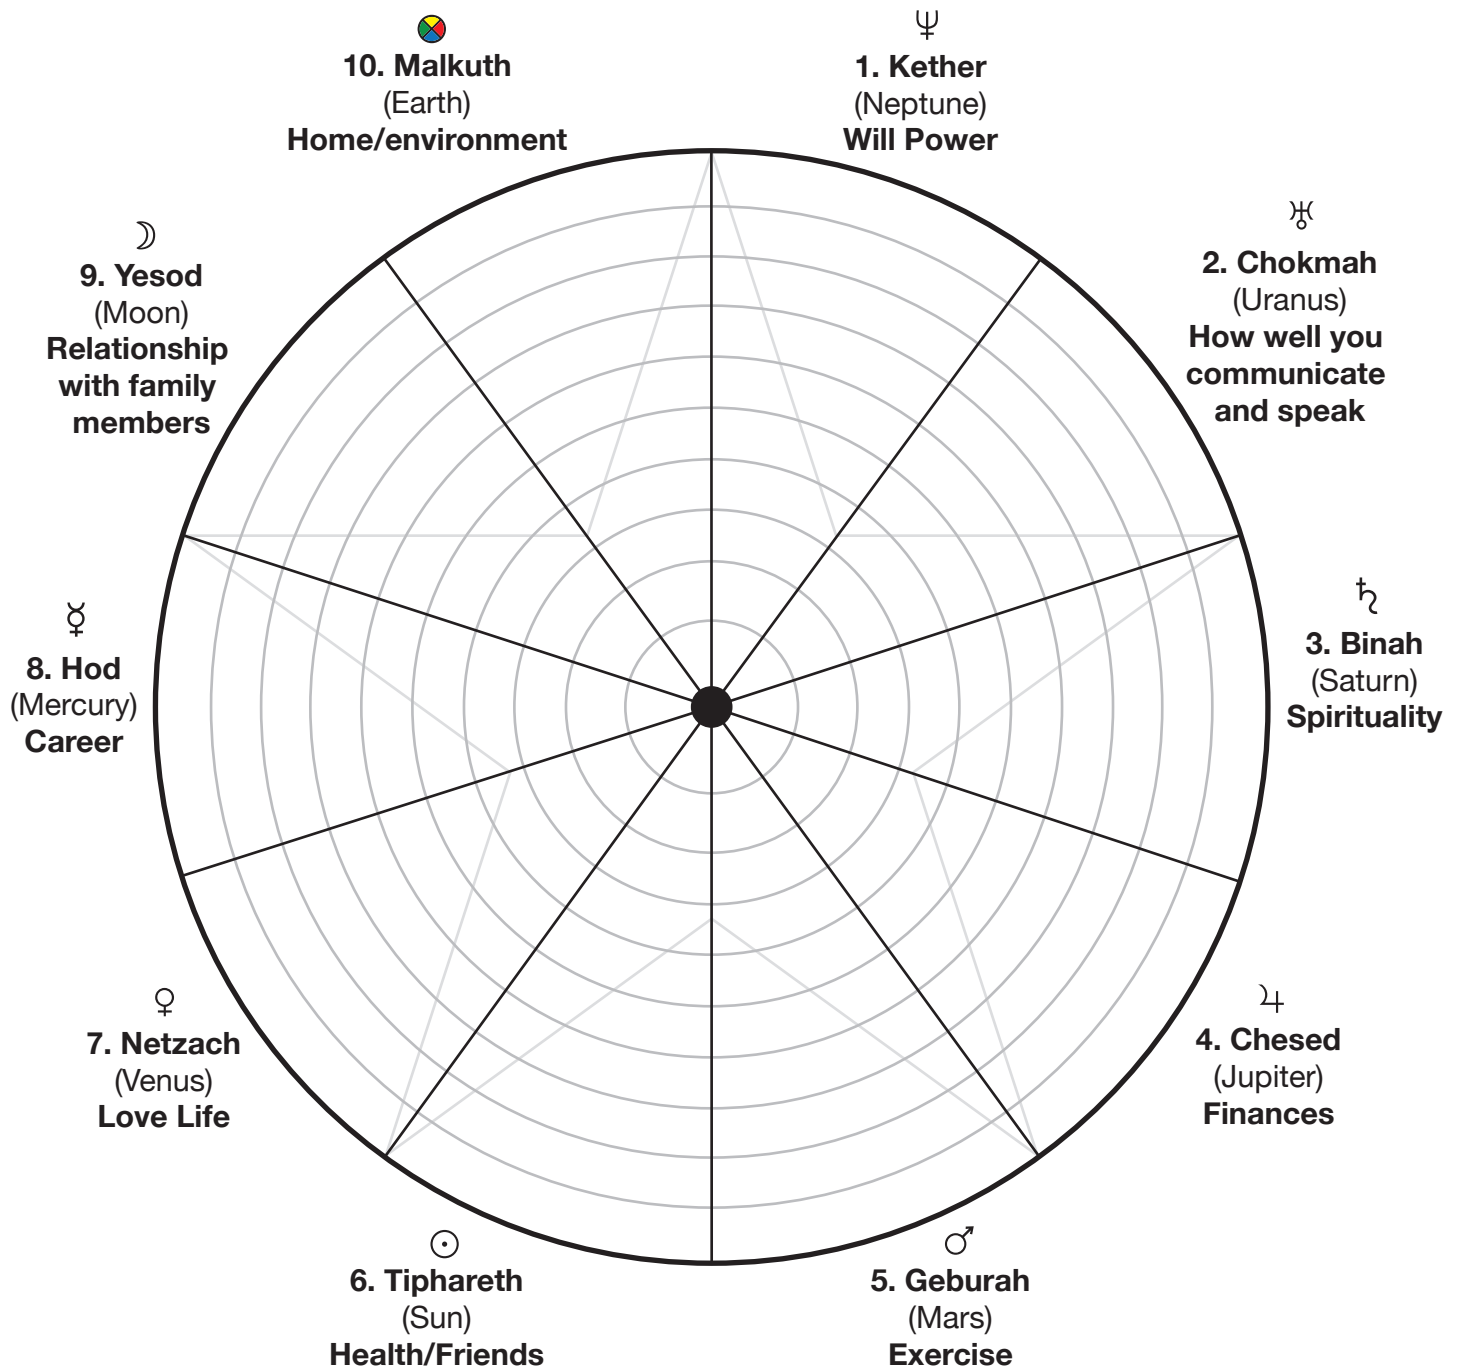 10. Malkuth
(Earth)
Home/environment
1. Kether
(Neptune)
Will Power
2. Chokmah
(Uranus)
How well you
communicate
and speak
3. Binah
(Saturn)
Spirituality
4. Chesed
(Jupiter)
Finances
5. Geburah
(Mars)
Exercise
6. Tiphareth
(Sun)
Health/Friends
7. Netzach
(Venus)
Love Life
8. Hod
(Mercury)
Career
9. Yesod
(Moon)
Relationship
with family
members